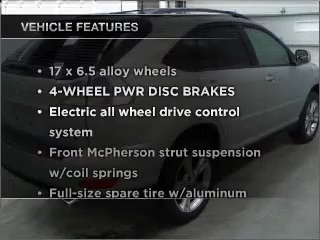 VEHICLE FEATURES
• 17 x 6.5 alloy wheels
• 4-WHEEL PWR DISC BRAKES
• Electric all wheel drive control
system
• Front McPherson strut suspension
w/coil springs
• Full-size spare tire w/aluminum